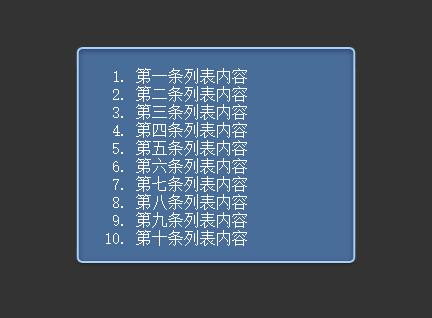 1. 第一条列表内容
2. 第二条列表内容
3. 第三条列表内容
4. 第四条列表内容
5. 第五条列表内容
6. 第六条列表内容
7. 第七条列表内容
8. 第八条列表内容
9. 第九条列表内容
10. 第十条列表内容